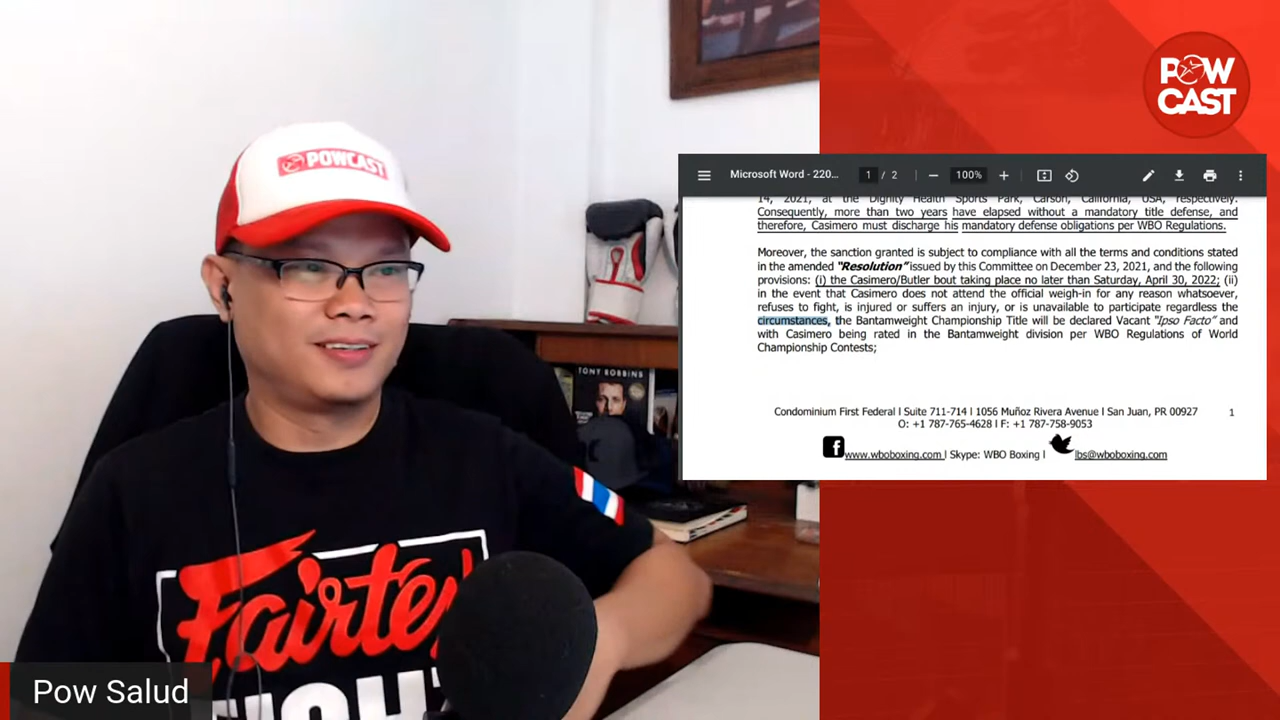 POWCAST
POW
CAST
Microsoft Word - 220...
1 / 2
100%
14, 2021, at the Dignity Health Sports Park, Carson, California, USA, respectively.
Consequently, more than two years have elapsed without a mandatory title defense, and
therefore, Casimero must discharge his mandatory defense obligations per WBO Regulations.
Moreover, the sanction granted is subject to compliance with all the terms and conditions stated
in the amended "Resolution" issued by this Committee on December 23, 2021, and the following
provisions: (i) the Casimero/Butler bout taking place no later than Saturday, April 30, 2022; (ii)
in the event that Casimero does not attend the official weigh-in for any reason whatsoever,
refuses to fight, is injured or suffers an injury, or is unavailable to participate regardless the
circumstances, the Bantamweight Championship Title will be declared Vacant "Ipso Facto" and
with Casimero being rated in the Bantamweight division per WBO Regulations of World
Championship Contests;
Condominium First Federal I Suite 711-714 I 1056 Muñoz Rivera Avenue I San Juan, PR 00927
1
O: +1 787-765-4628 I F: +1 787-758-9053
www.wboboxing.com I Skype: WBO Boxing I lbs@wboboxing.com
TONY ROBBINS
Fairtex
FIGHT
Pow Salud